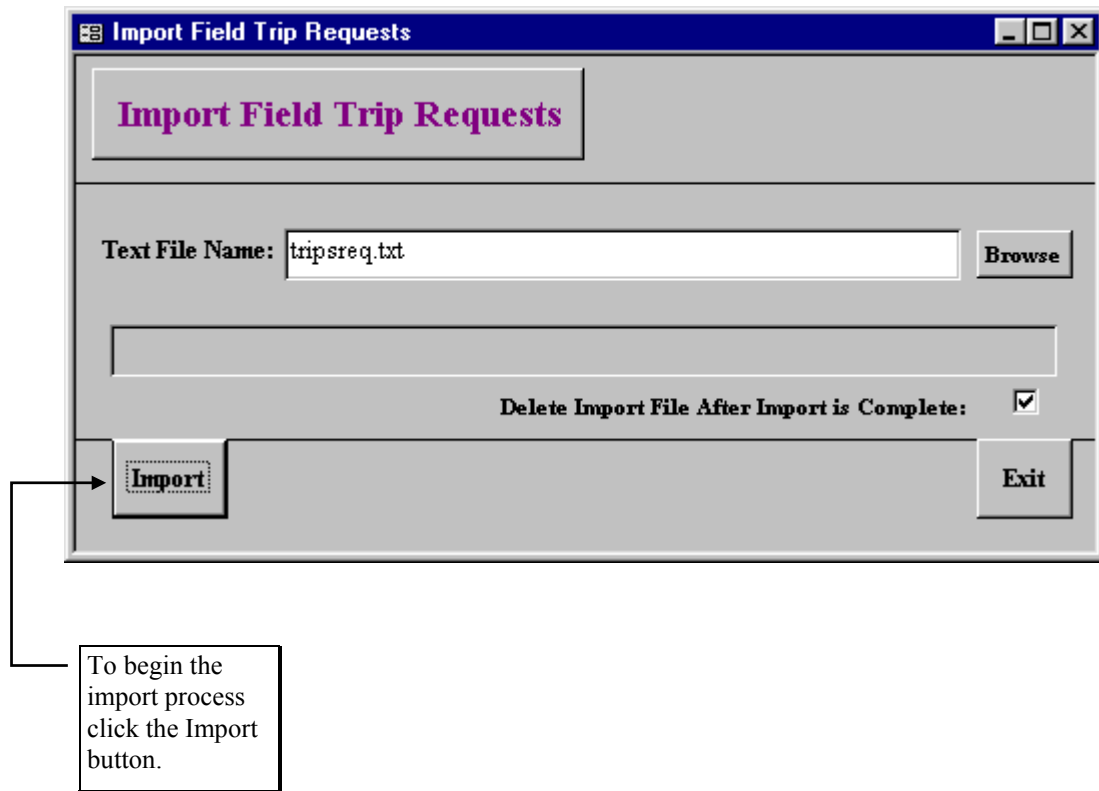 Import Field Trip Requests
Import Field Trip Requests
Text File Name: tripsreq.txt Browse
Delete Import File After Import is Complete:
Import Exit
To begin the
import process
click the Import
button.